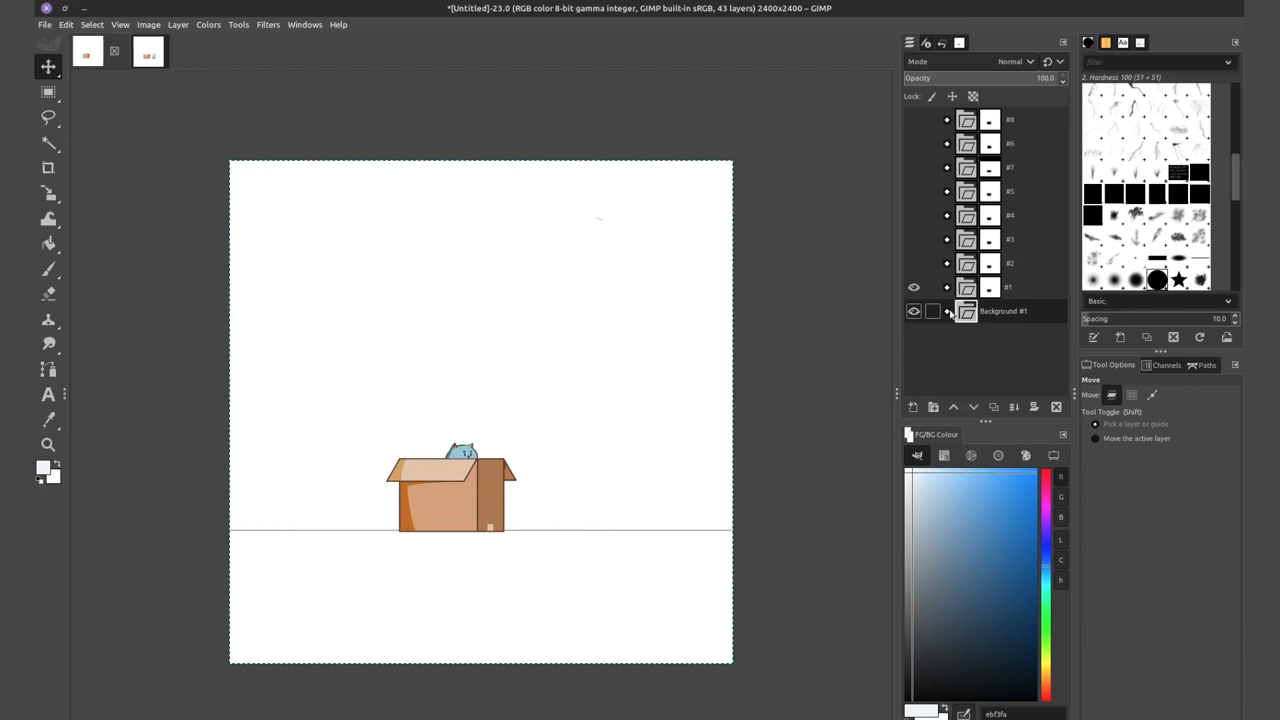 *[Untitled]-23.0 (RGB color 8-bit gamma integer, GIMP built-in sRGB, 43 layers) 2400x2400 – GIMP
File Edit Select View Image Layer Colors Tools Filters Windows Help
Mode Normal
Opacity 100.0
Lock:
#8
#6
#7
#5
#4
#3
#2
#1
Background #1
filter
2. Hardness 100 (51 × 51)
Basic,
Spacing 10.0
Tool Options Channels Paths
Move
Move:
Tool Toggle (Shift)
Pick a layer or guide
Move the active layer
FG/BG Colour
R
G
B
L
C
h
ebf3fa